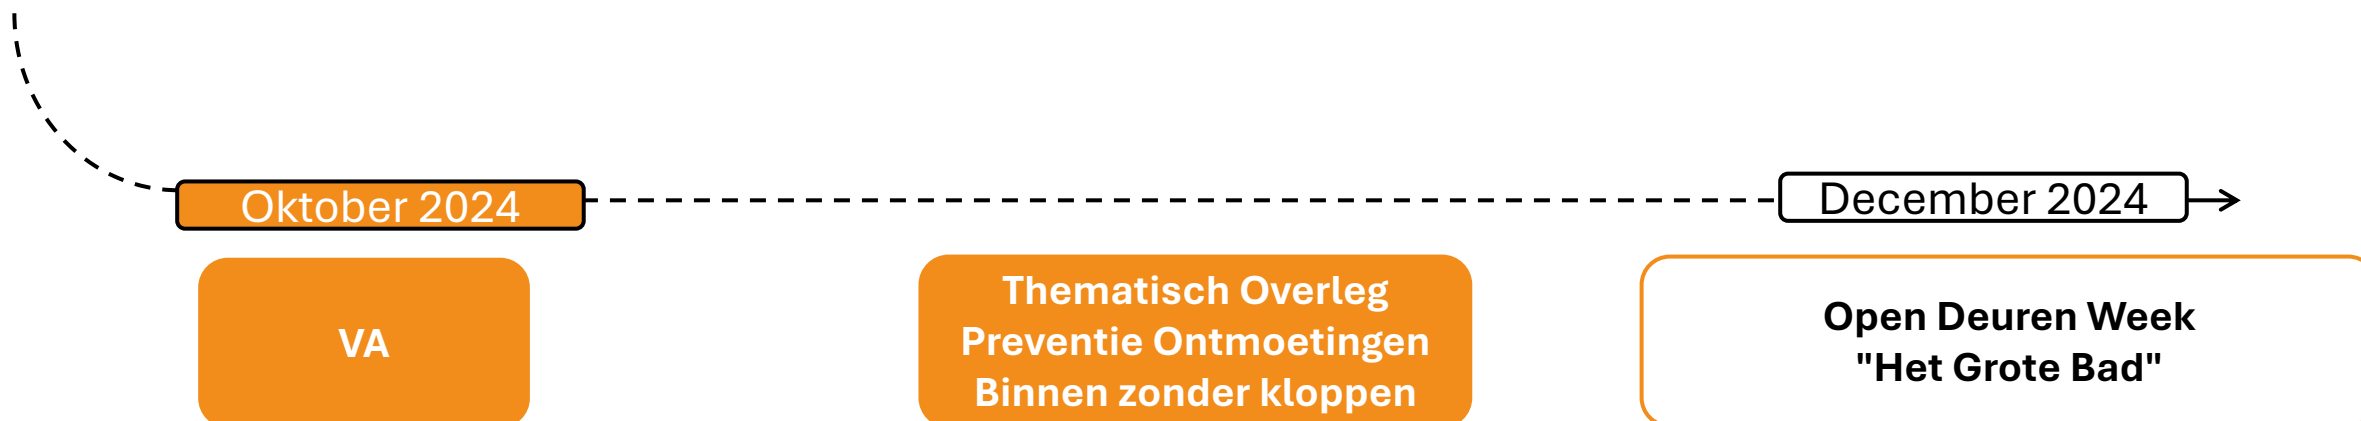 Oktober 2024
December 2024
VA
Thematisch Overleg
Preventie Ontmoetingen
Binnen zonder kloppen
Open Deuren Week
"Het Grote Bad"